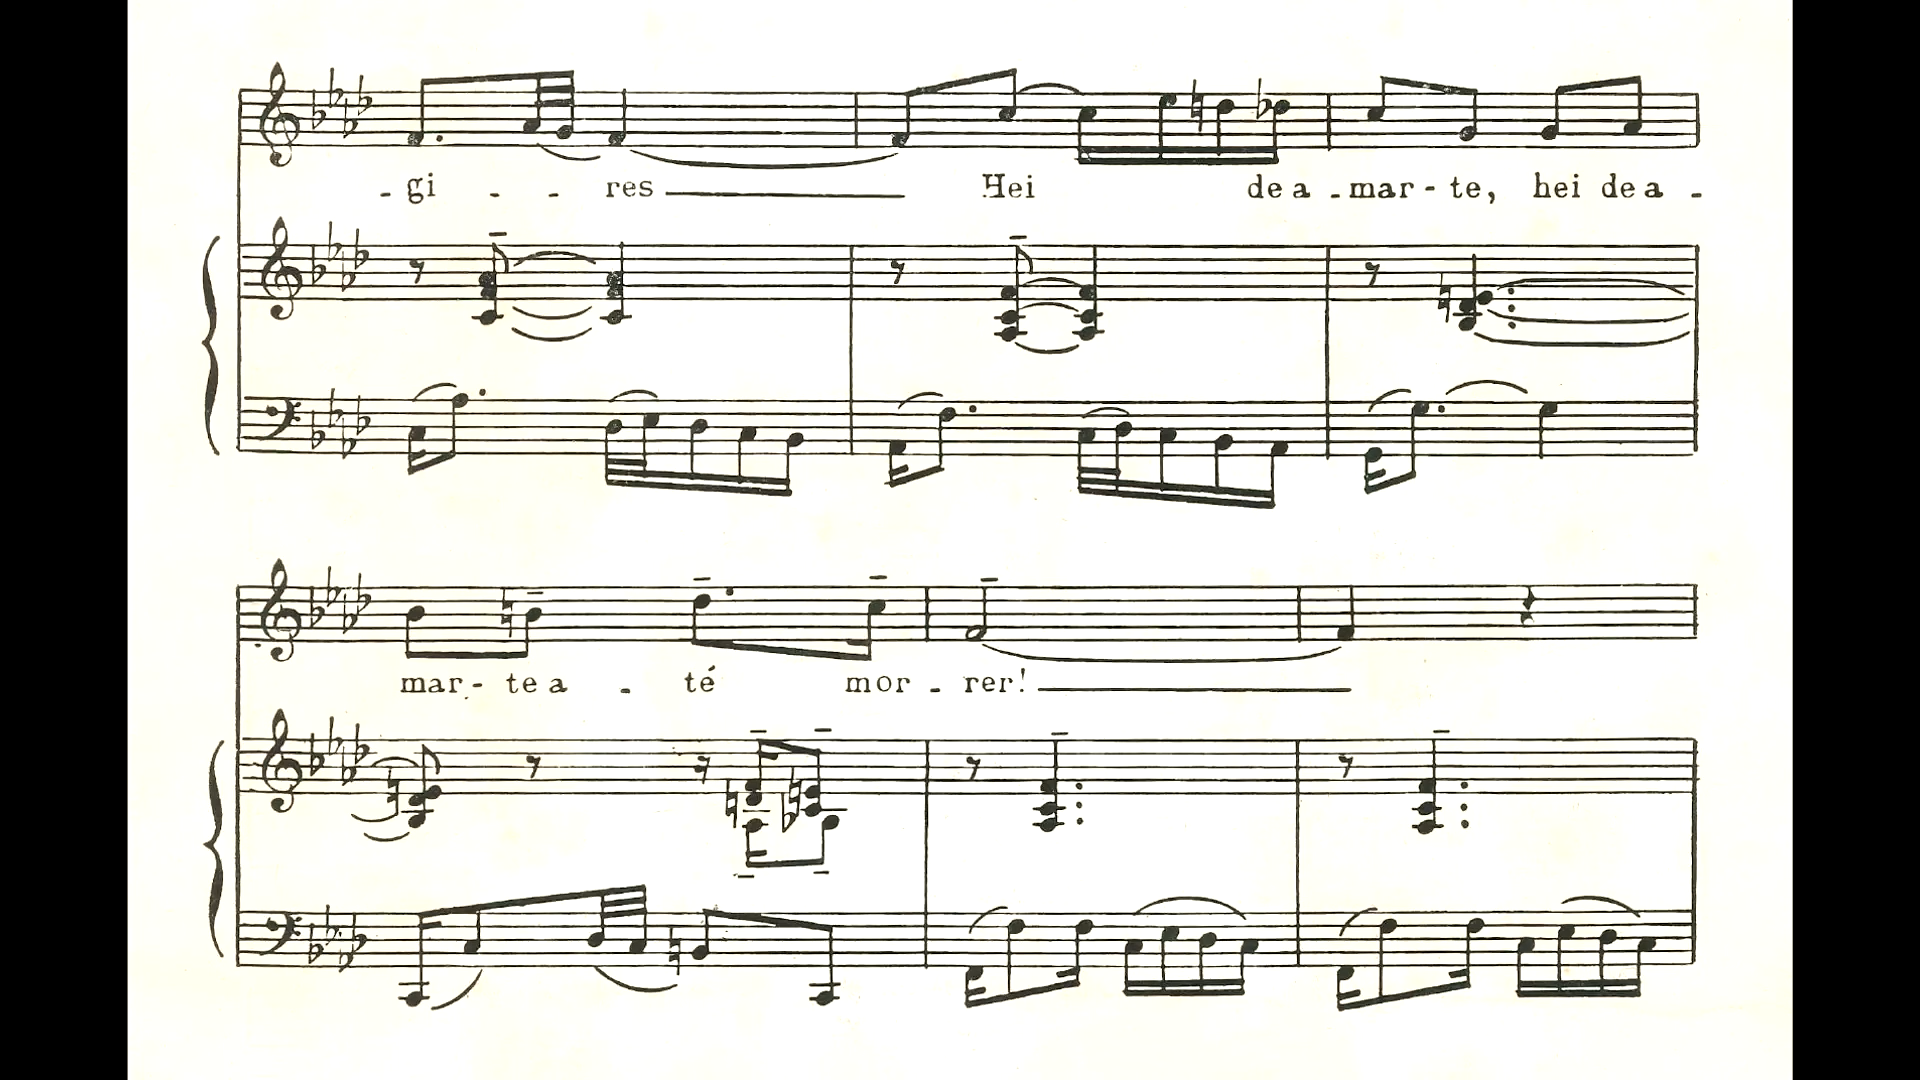 - gi - - res Hei de a - mar - te, hei de a -
mar - te a - té mor - rer!